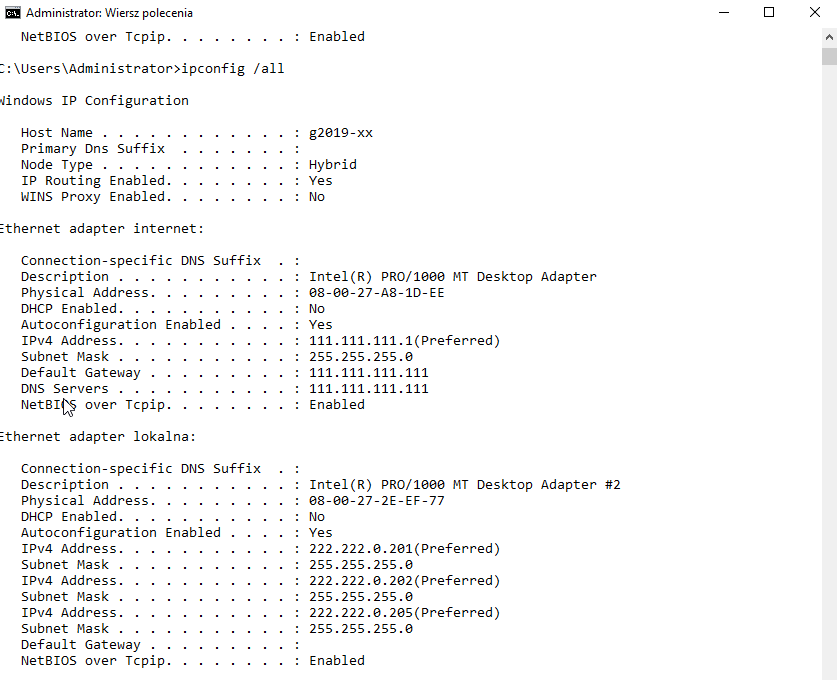 Administrator: Wiersz polecenia
NetBIOS over Tcpip. . . . . . . . : Enabled
C:\Users\Administrator>ipconfig /all
Windows IP Configuration
Host Name . . . . . . . . . . . . : g2019-xx
Primary Dns Suffix  . . . . . . . :
Node Type . . . . . . . . . . . . : Hybrid
IP Routing Enabled. . . . . . . . : Yes
WINS Proxy Enabled. . . . . . . . : No
Ethernet adapter internet:
Connection-specific DNS Suffix  . :
Description . . . . . . . . . . . : Intel(R) PRO/1000 MT Desktop Adapter
Physical Address. . . . . . . . . : 08-00-27-A8-1D-EE
DHCP Enabled. . . . . . . . . . . : No
Autoconfiguration Enabled . . . . : Yes
IPv4 Address. . . . . . . . . . . : 111.111.111.1(Preferred)
Subnet Mask . . . . . . . . . . . : 255.255.255.0
Default Gateway . . . . . . . . . : 111.111.111.111
DNS Servers . . . . . . . . . . . : 111.111.111.111
NetBIOS over Tcpip. . . . . . . . : Enabled
Ethernet adapter lokalna:
Connection-specific DNS Suffix  . :
Description . . . . . . . . . . . : Intel(R) PRO/1000 MT Desktop Adapter #2
Physical Address. . . . . . . . . : 08-00-27-2E-EF-77
DHCP Enabled. . . . . . . . . . . : No
Autoconfiguration Enabled . . . . : Yes
IPv4 Address. . . . . . . . . . . : 222.222.0.201(Preferred)
Subnet Mask . . . . . . . . . . . : 255.255.255.0
IPv4 Address. . . . . . . . . . . : 222.222.0.202(Preferred)
Subnet Mask . . . . . . . . . . . : 255.255.255.0
IPv4 Address. . . . . . . . . . . : 222.222.0.205(Preferred)
Subnet Mask . . . . . . . . . . . : 255.255.255.0
Default Gateway . . . . . . . . . :
NetBIOS over Tcpip. . . . . . . . : Enabled